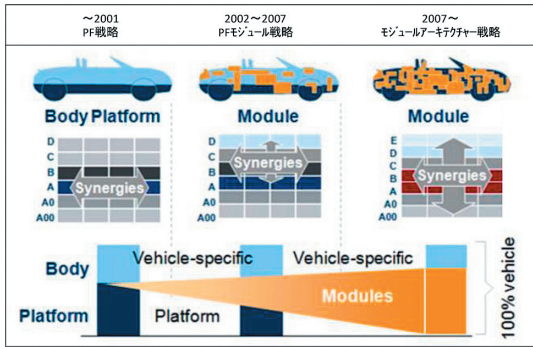 ～2001
PF戦略
2002～2007
PFﾓｼﾞｭｰﾙ戦略
2007～
ﾓｼﾞｭｰﾙｱｰｷﾃｸﾁｬｰ戦略
Body Platform
Module
Module
D
C
B
A
A0
A00
Synergies
D
C
B
A
A0
A00
Synergies
E
D
C
B
A
A0
A00
Synergies
Body
Vehicle-specific
Vehicle-specific
Modules
Platform
Platform
100% vehicle